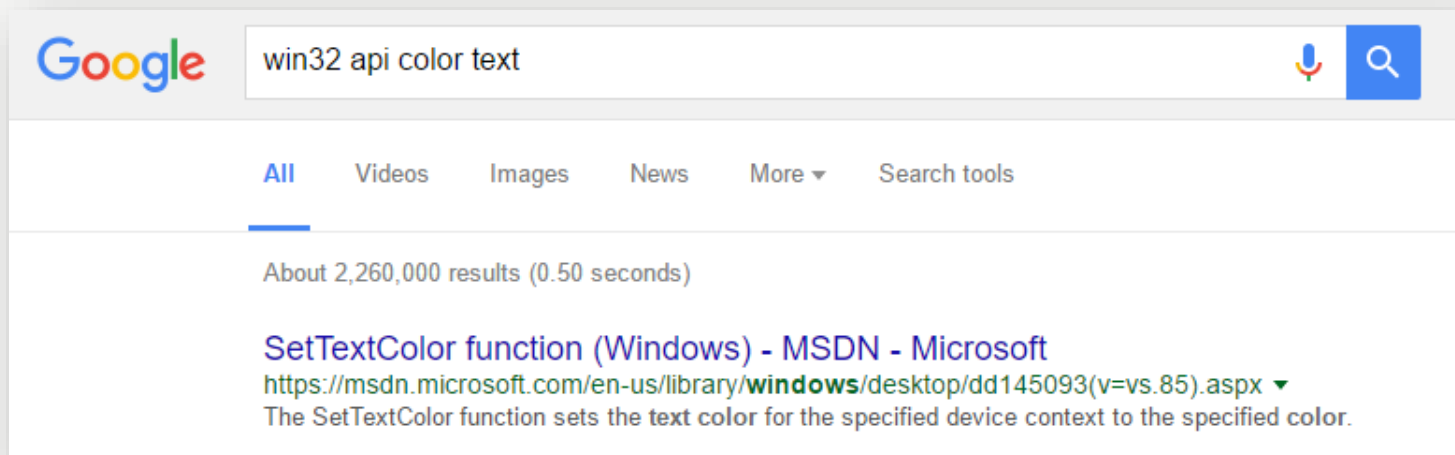 Google win32 api color text
All Videos Images News More Search tools
About 2,260,000 results (0.50 seconds)
SetTextColor function (Windows) - MSDN - Microsoft
https://msdn.microsoft.com/en-us/library/windows/desktop/dd145093(v=vs.85).aspx
The SetTextColor function sets the text color for the specified device context to the specified color.